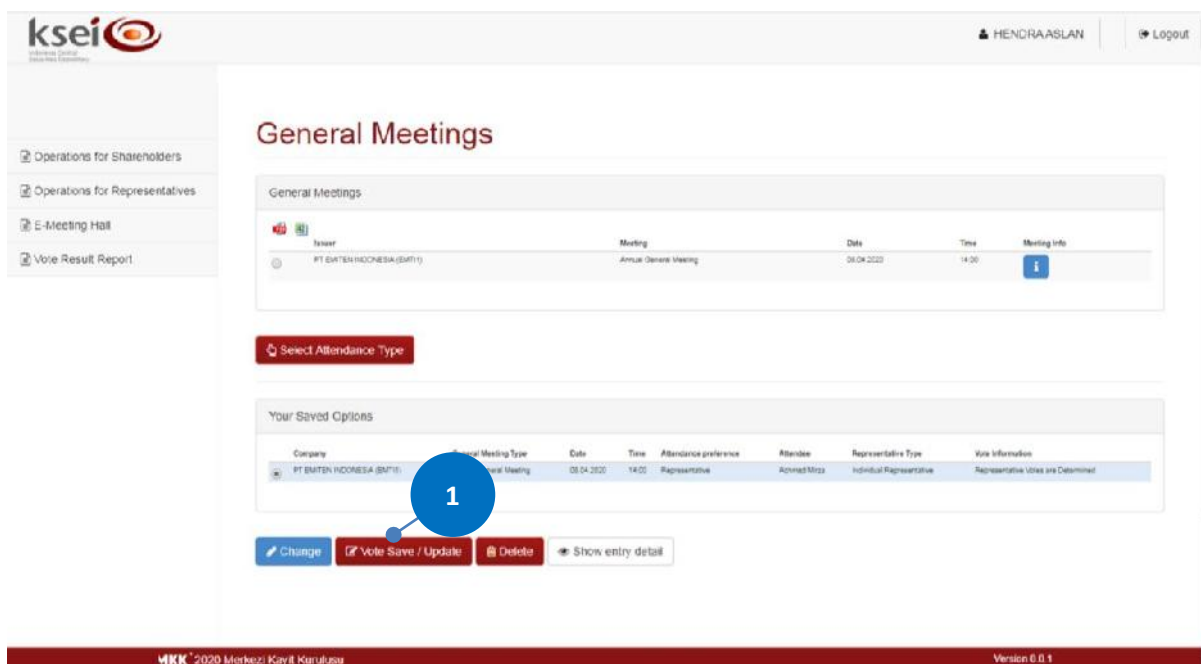 ksei
HENDRA ASLAN
Logout
General Meetings
Operations for Shareholders
Operations for Representatives
E-Meeting Hall
Vote Result Report
General Meetings
Issuer Meeting Date Time Meeting Info
PT EMITEN INDONESIA Annual General Meeting 08.04.2020 14:00
i
Select Attendance Type
Your Saved Options
Company General Meeting Type Date Time Attendance preference Attendee Representative Type Vote Information
PT EMITEN INDONESIA Meeting 08.04.2020 14:00 Representative Achmad Mirza Individual Representative Representative Votes are Determined
1
Change Vote Save / Update Delete Show entry detail
MKK 2020 Merkezi Kayit Kurulusu
Version 6.0.1